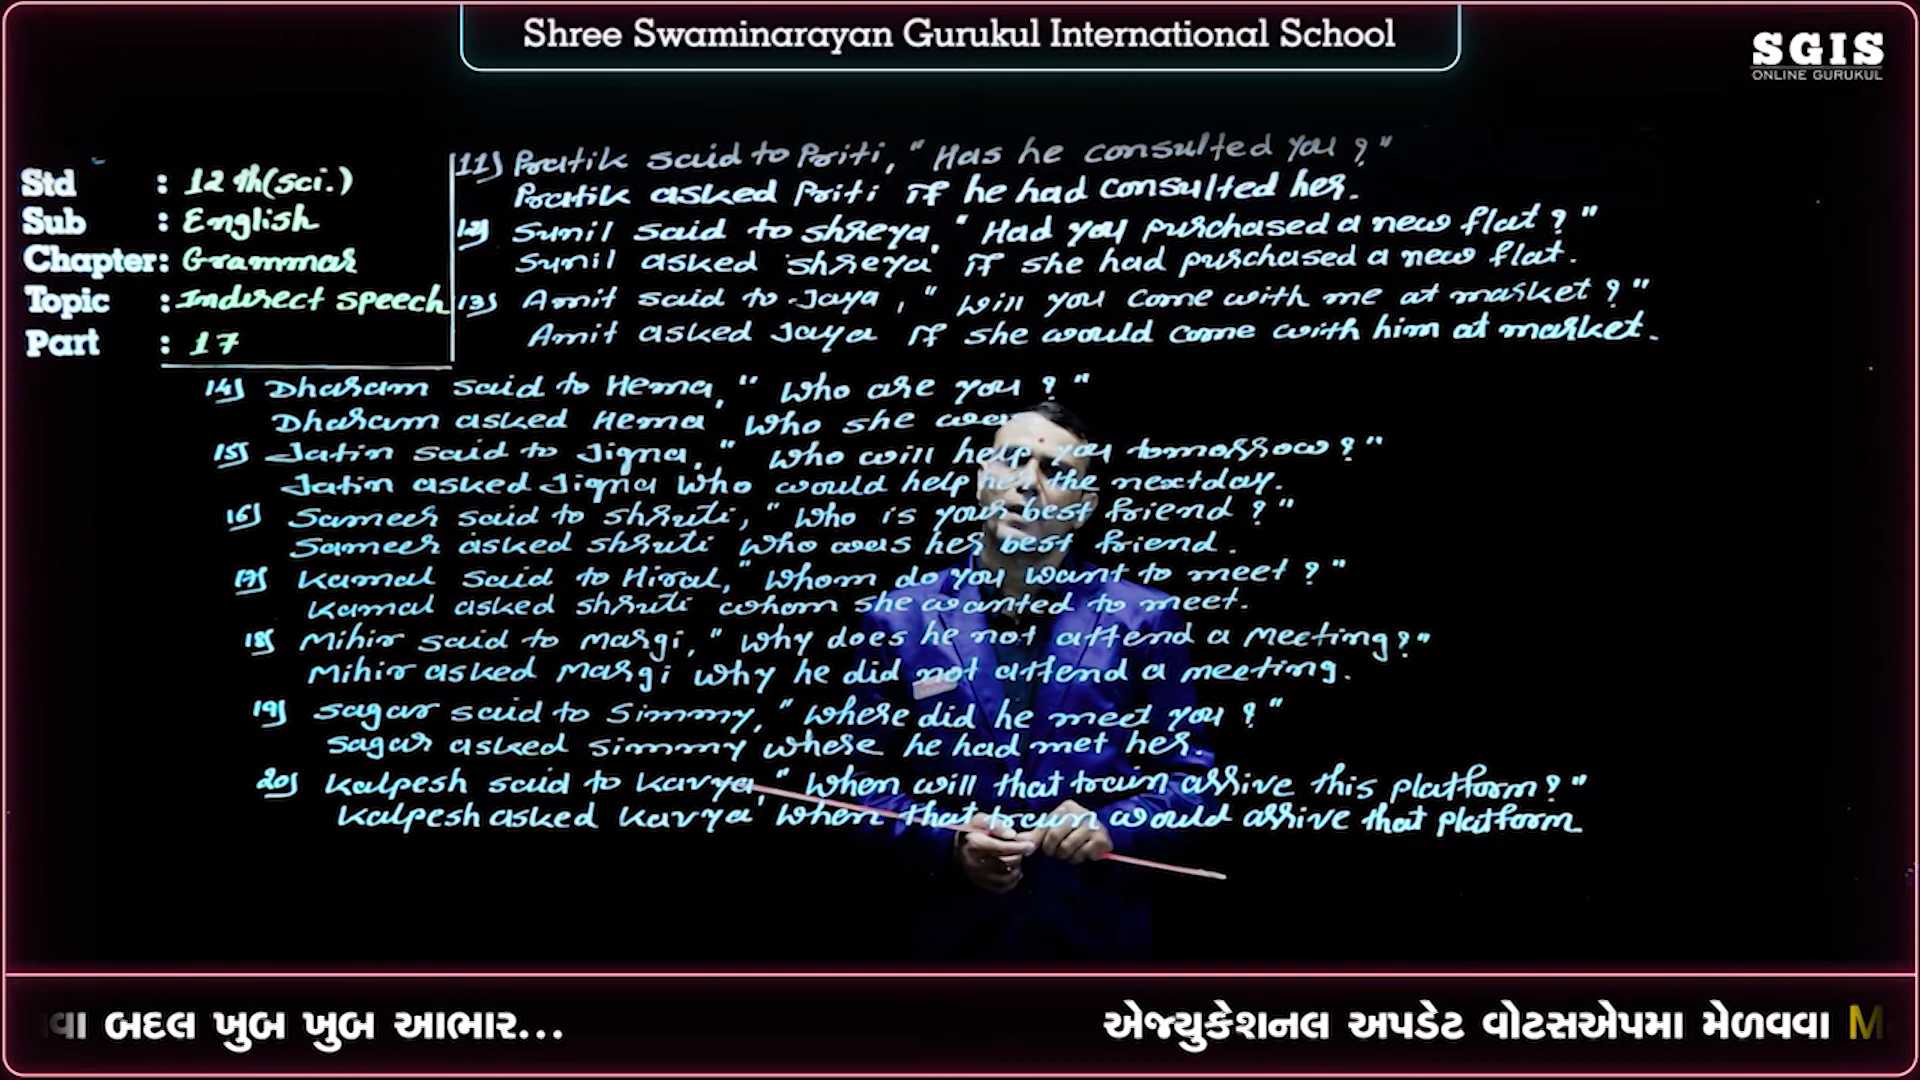 Shree Swaminarayan Gurukul International School
SGIS
ONLINE GURUKUL
Std : 12th(sci.)
Sub : English
Chapter: Grammar
Topic : Indirect speech
Part : 17
11) Pratik said to Priti, "Has he consulted you?"
Pratik asked Priti if he had consulted her.
12) Sunil said to shreya, "Had you purchased a new flat?"
Sunil asked shreya if she had purchased a new flat.
13) Amit said to Jaya, "Will you come with me at market?"
Amit asked Jaya if she would come with him at market.
14) Dharam said to Hema, "Who are you?"
Dharam asked Hema who she was
15) Jatin said to Jigna, "Who will help you tomorrow?"
Jatin asked Jigna who would help her the nextday.
16) Sameer said to shruti, "Who is your best friend?"
Sameer asked shruti who was her best friend.
17) Kamal said to Hiral, "Whom do you want to meet?"
Kamal asked shruti whom she wanted to meet.
18) Mihir said to Margi, "Why does he not attend a Meeting?"
Mihir asked Margi why he did not attend a meeting.
19) Sagar said to Simmy, "Where did he meet you?"
Sagar asked simmy where he had met her.
20) Kalpesh said to Kavya, "When will that train arrive this platform?"
Kalpesh asked Kavya when that train would arrive that platform
વા બદલ ખુબ ખુબ આભાર... એજ્યુકેશનલ અપડેટ વોટસએપમા મેળવવા M